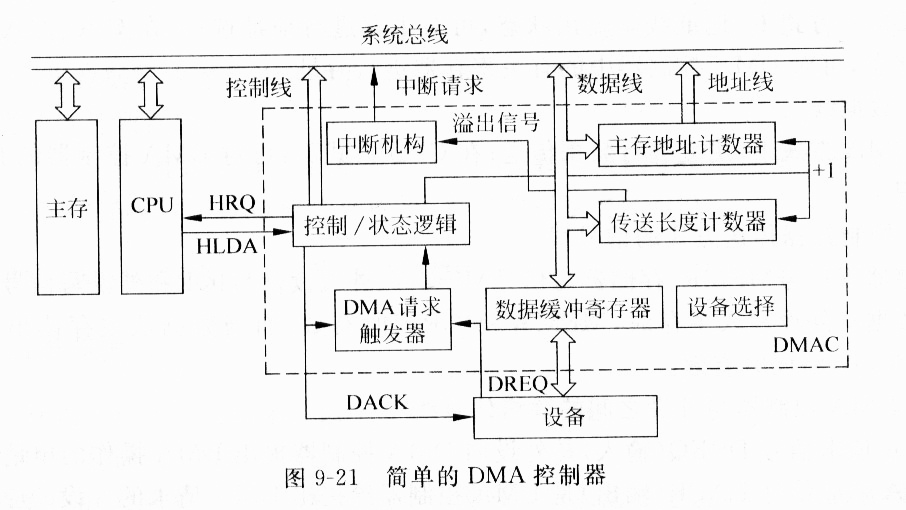 系统总线
控制线
中断请求
数据线
地址线
溢出信号
中断机构
主存地址计数器
+1
主存
CPU
HRQ
HLDA
控制/状态逻辑
传送长度计数器
DMA请求
触发器
数据缓冲寄存器
设备选择
DMAC
DREQ
DACK
设备
图 9-21 简单的 DMA 控制器